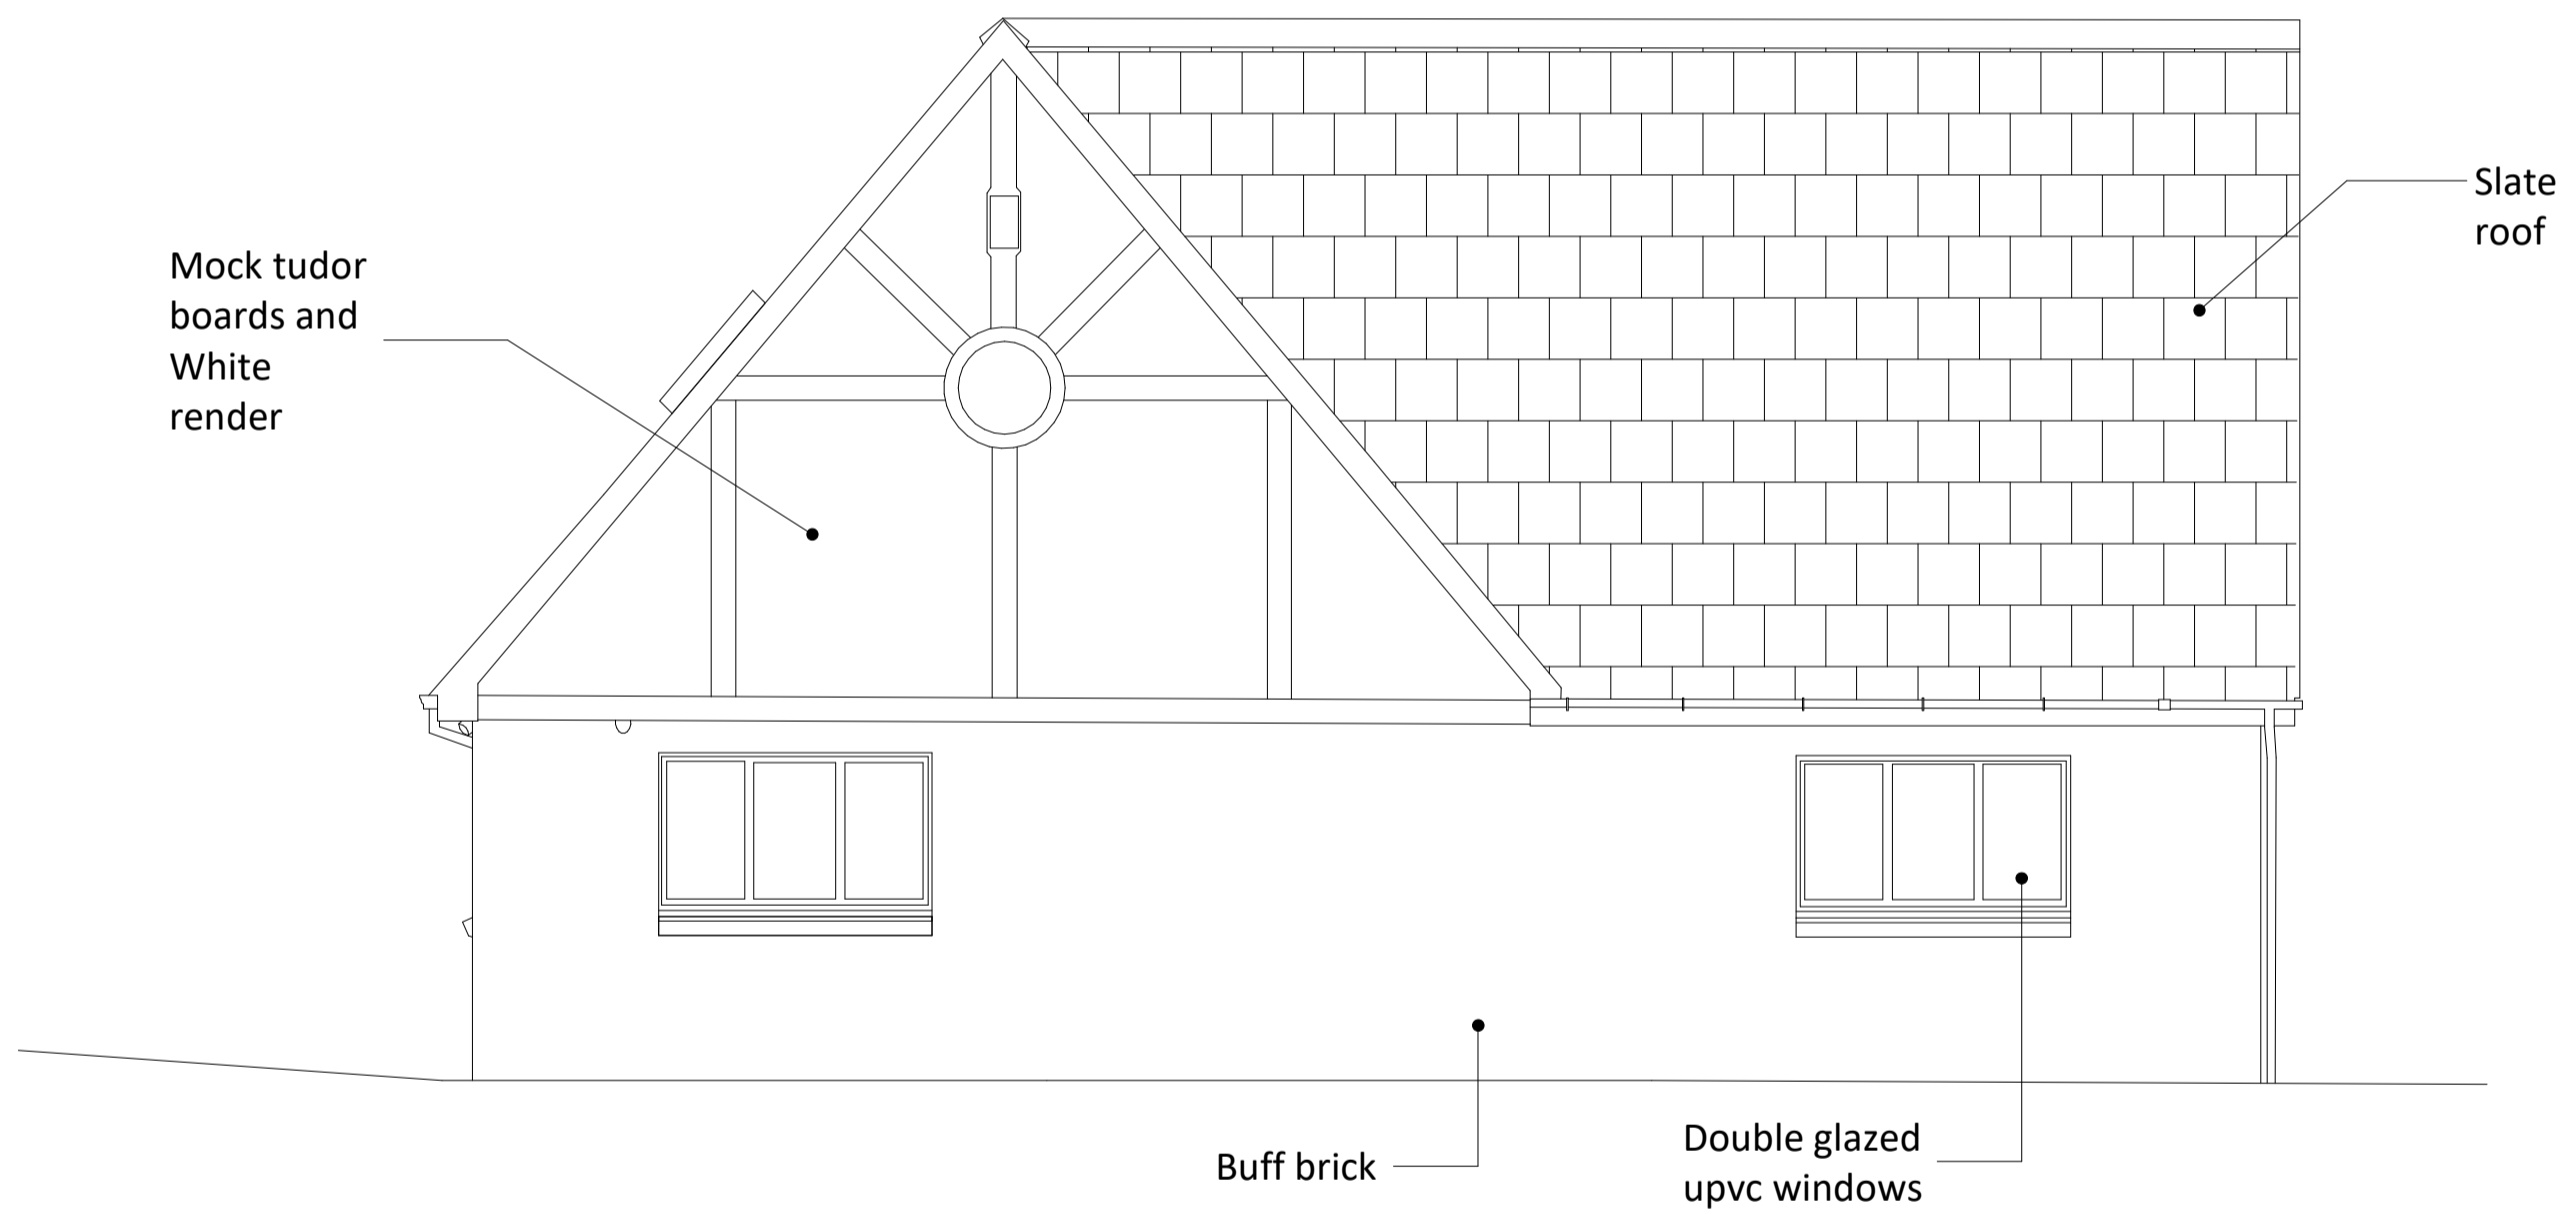 Slate
roof
Mock tudor
boards and
White
render
Buff brick
Double glazed
upvc windows